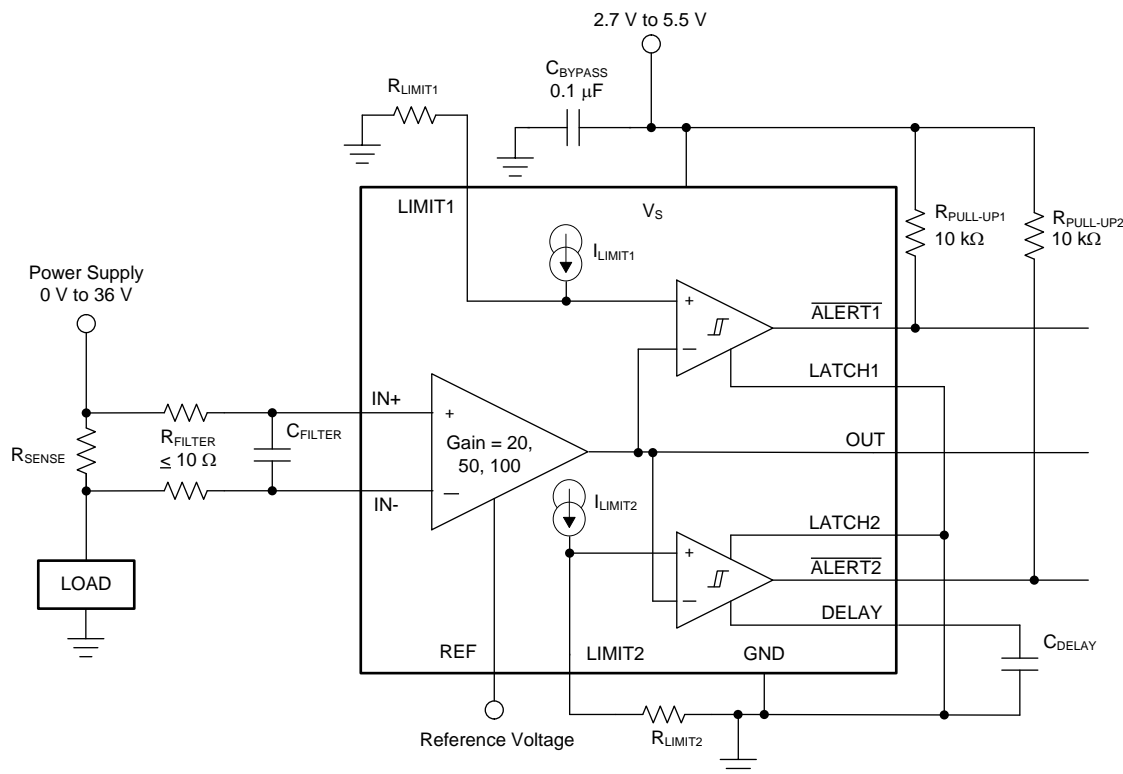 2.7 V to 5.5 V
CBYPASS
0.1 μF
RLIMIT1
LIMIT1
VS
RPULL-UP1
10 kΩ
RPULL-UP2
10 kΩ
ILIMIT1
Power Supply
0 V to 36 V
+
ALERT1
−
LATCH1
IN+
+
RSENSE
RFILTER
≤ 10 Ω
CFILTER
Gain = 20,
50, 100
OUT
IN-
−
ILIMIT2
LATCH2
+
ALERT2
−
LOAD
DELAY
REF
LIMIT2
GND
CDELAY
Reference Voltage
RLIMIT2